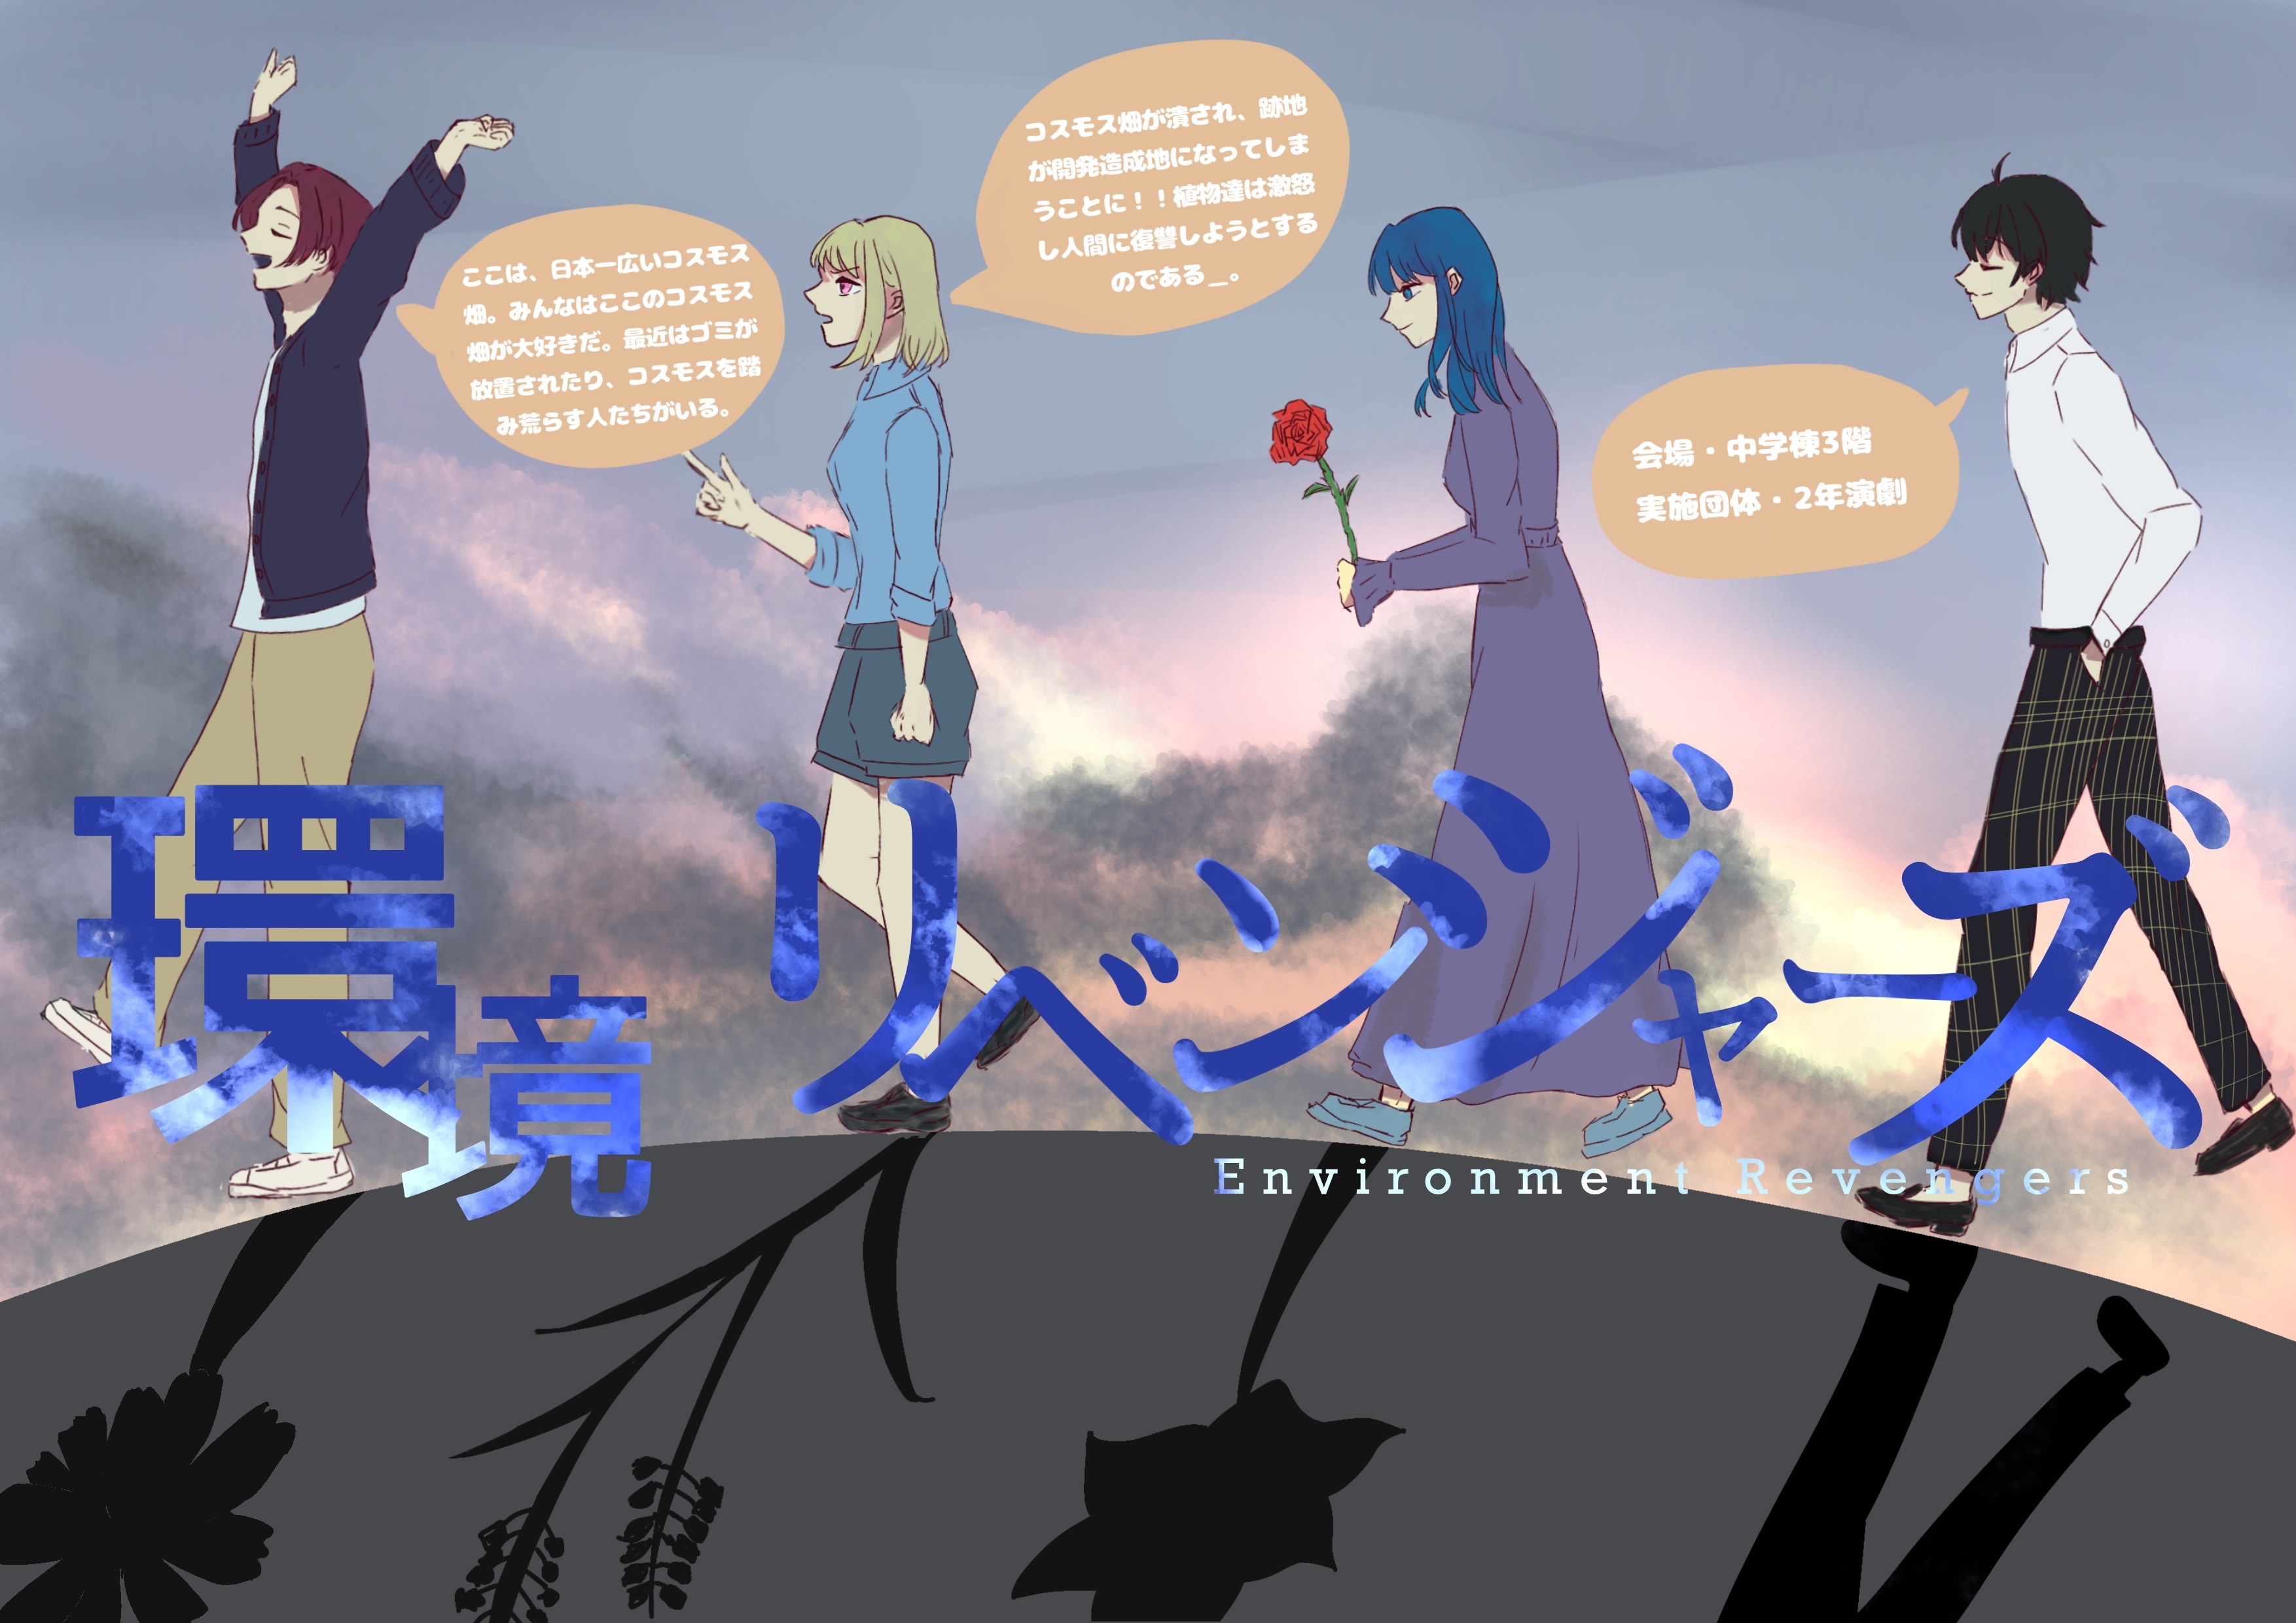 ここは、日本一広いコスモス
畑。みんなはここのコスモス
畑が大好きだ。最近はゴミが
放置されたり、コスモスを踏
み荒らす人たちがいる。
コスモス畑が潰され、跡地
が開発造成地になってしま
うことに！！植物達は激怒
し人間に復讐しようとする
のである＿。
会場・中学棟3階
実施団体・2年演劇
環境リベンジャーズ
Environment Revengers